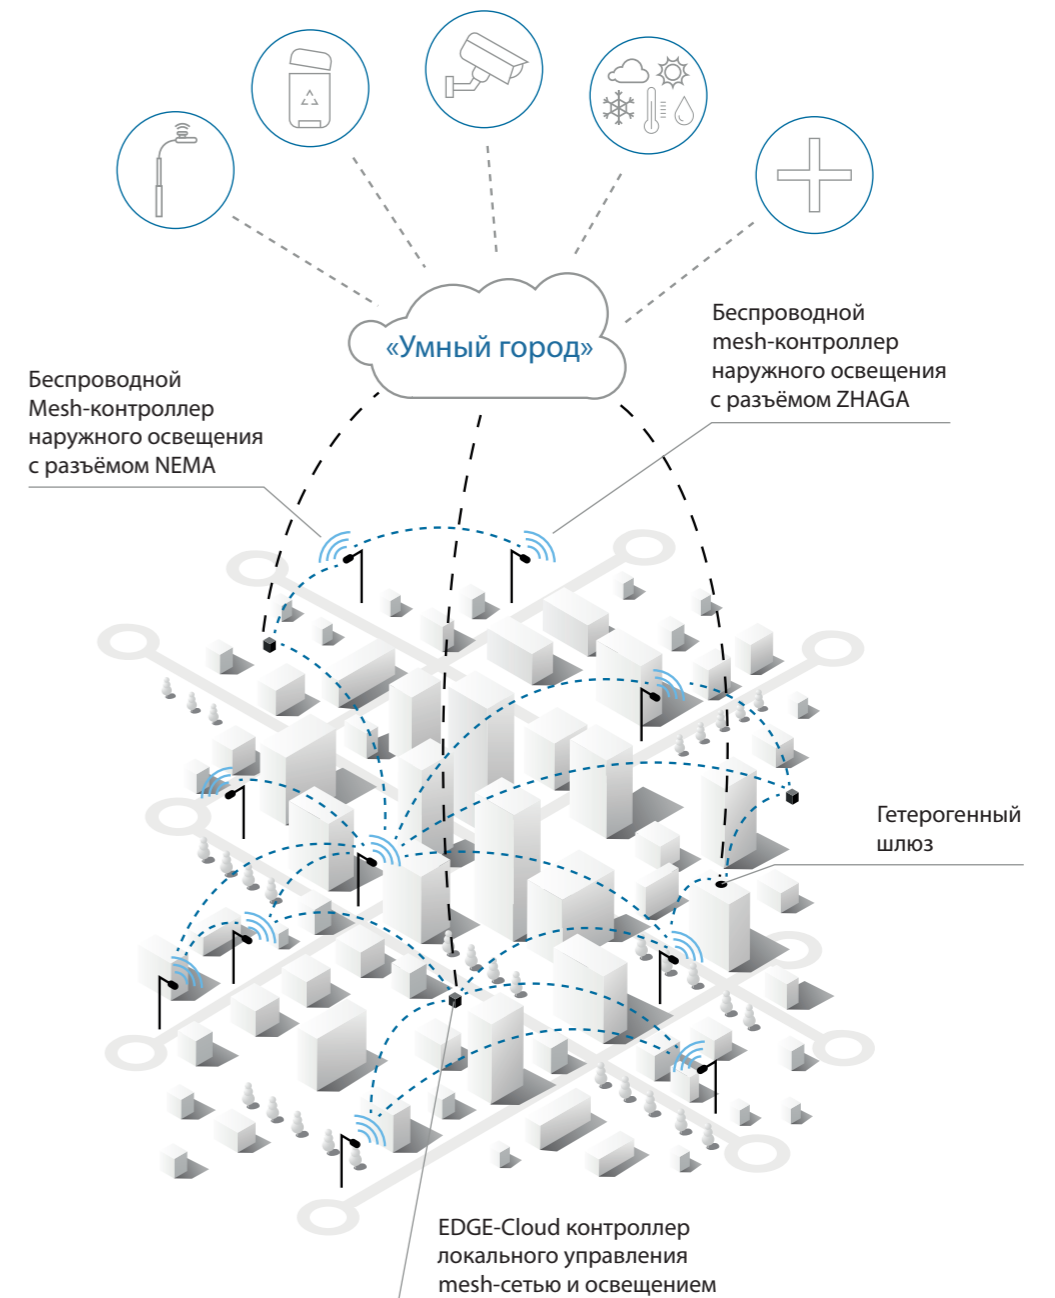 «Умный город»
Беспроводной
mesh-контроллер
наружного освещения
с разъёмом ZHAGA
Беспроводной
Mesh-контроллер
наружного освещения
с разъёмом NEMA
Гетерогенный
шлюз
EDGE-Cloud контроллер
локального управления
mesh-сетью и освещением